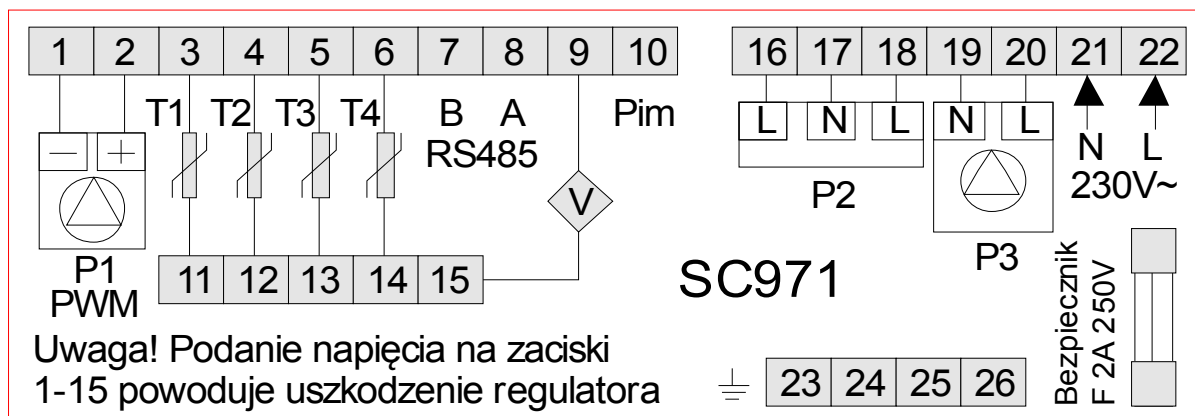 1 2 3 4 5 6 7 8 9 10
16 17 18 19 20 21 22
T1 T2 T3 T4 B A Pim
RS485
− +
L N L N L
N L
230V~
V
P2
P3
P1
PWM
11 12 13 14 15
SC971
Bezpiecznik
F 2A 250V
Uwaga! Podanie napięcia na zaciski
1-15 powoduje uszkodzenie regulatora
23 24 25 26